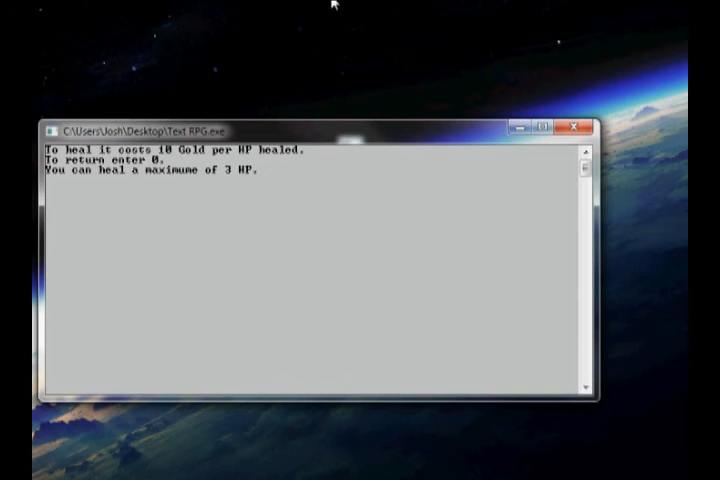 C:\Users\Josh\Desktop\Text RPG.exe
To heal it costs 10 Gold per HP healed.
To return enter 0.
You can heal a maximume of 3 HP.